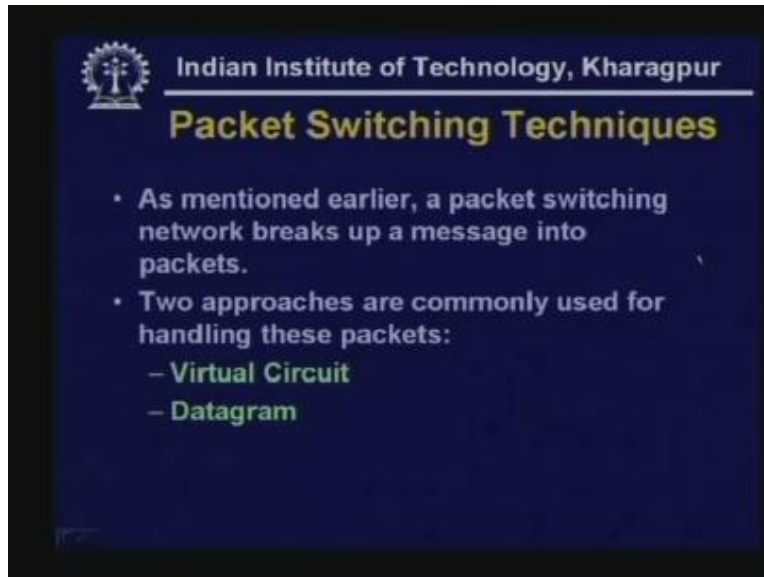 Indian Institute of Technology, Kharagpur
Packet Switching Techniques
• As mentioned earlier, a packet switching
network breaks up a message into
packets.
• Two approaches are commonly used for
handling these packets:
– Virtual Circuit
– Datagram